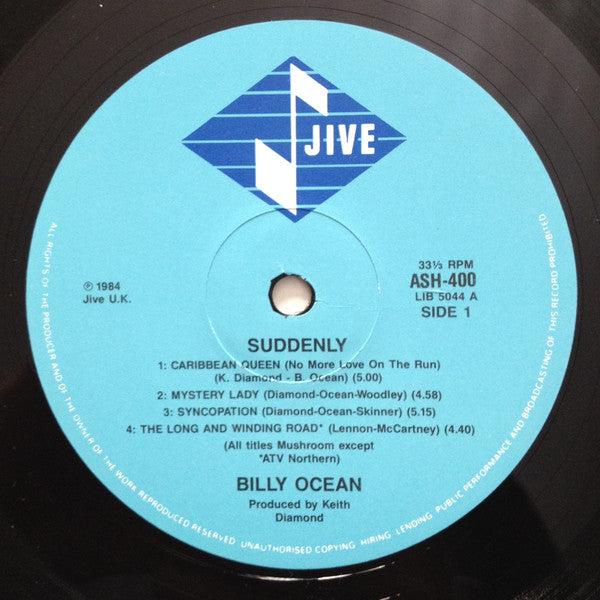 JIVE
℗ 1984
Jive U.K.
33⅓ RPM
ASH-400
LIB 5044 A
SIDE 1
SUDDENLY
1: CARIBBEAN QUEEN (No More Love On The Run)
(K. Diamond - B. Ocean) (5.00)
2: MYSTERY LADY (Diamond-Ocean-Woodley) (4.58)
3: SYNCOPATION (Diamond-Ocean-Skinner) (5.15)
4: THE LONG AND WINDING ROAD* (Lennon-McCartney) (4.40)
(All titles Mushroom except
*ATV Northern)
BILLY OCEAN
Produced by Keith
Diamond
ALL RIGHTS OF THE PRODUCER AND OF THE OWNER OF THE WORK REPRODUCED RESERVED UNAUTHORISED COPYING HIRING LENDING PUBLIC PERFORMANCE AND BROADCASTING OF THIS RECORD PROHIBITED